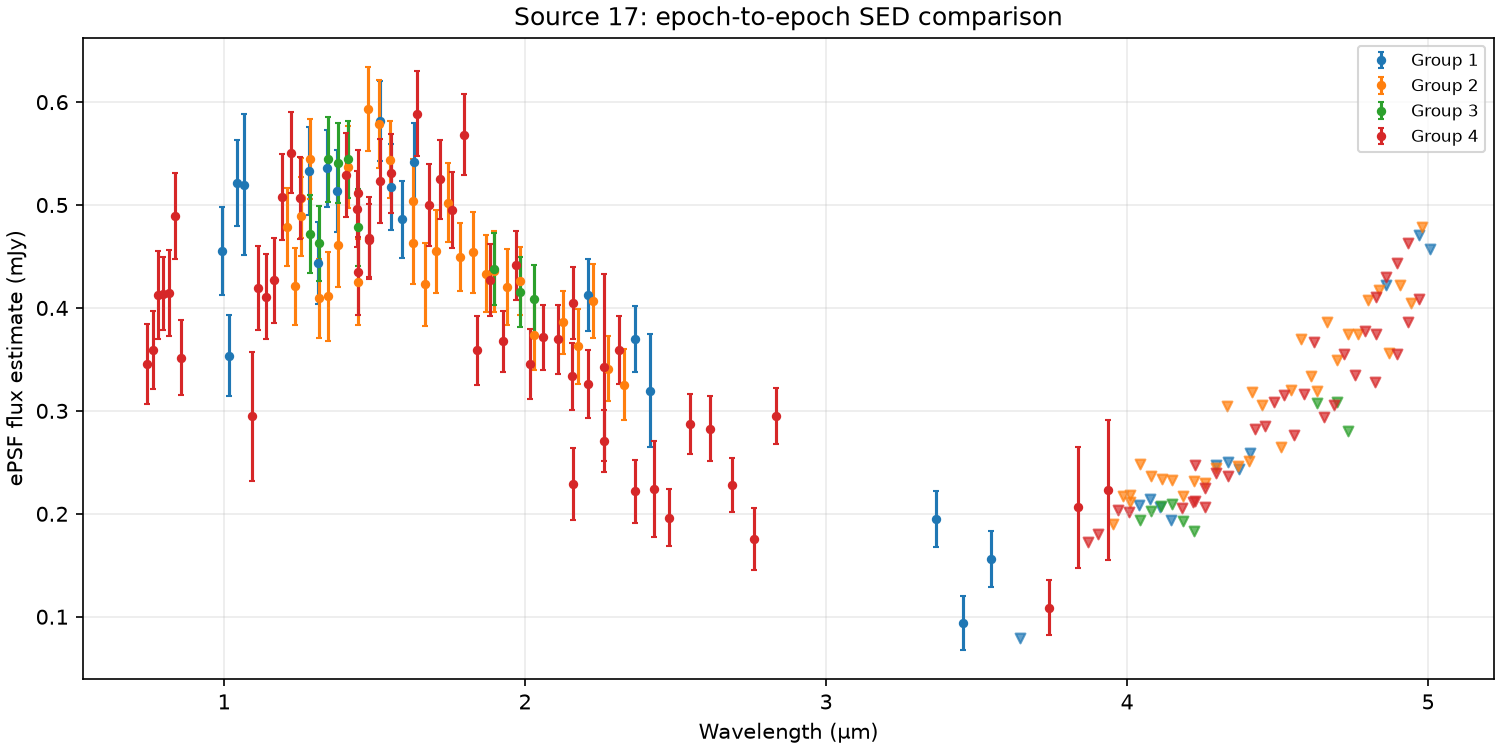 Source 17: epoch-to-epoch SED comparison
Group 1
Group 2
Group 3
Group 4
ePSF flux estimate (mJy)
0.6
0.5
0.4
0.3
0.2
0.1
1 2 3 4 5
Wavelength (μm)